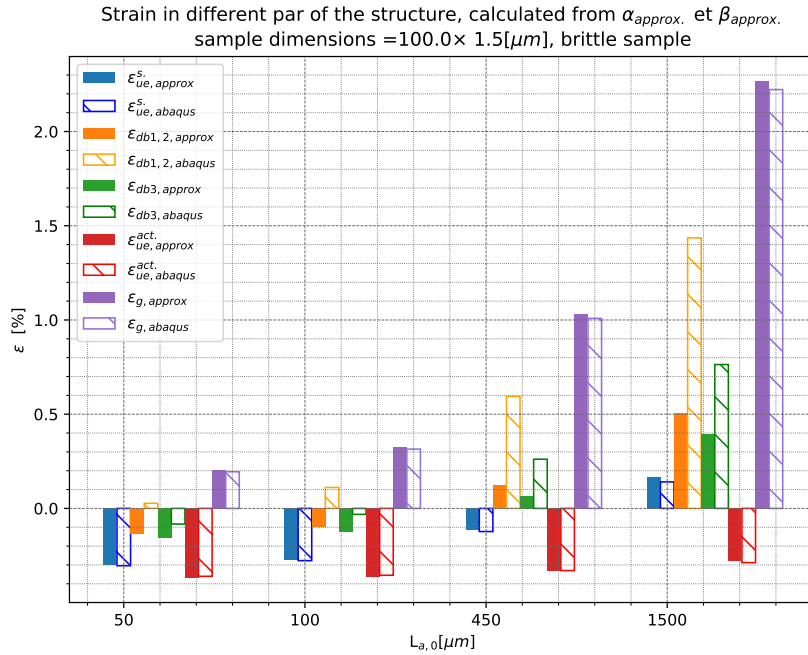 Strain in different par of the structure, calculated from α_approx. et β_approx.
sample dimensions =100.0× 1.5[μm], brittle sample
ε^s._ue,approx
ε^s._ue,abaqus
ε_db1,2,approx
ε_db1,2,abaqus
ε_db3,approx
ε_db3,abaqus
ε^act._ue,approx
ε^act._ue,abaqus
ε_g,approx
ε_g,abaqus
2.0
1.5
1.0
0.5
0.0
ε [%]
50 100 450 1500
L_a,0[μm]